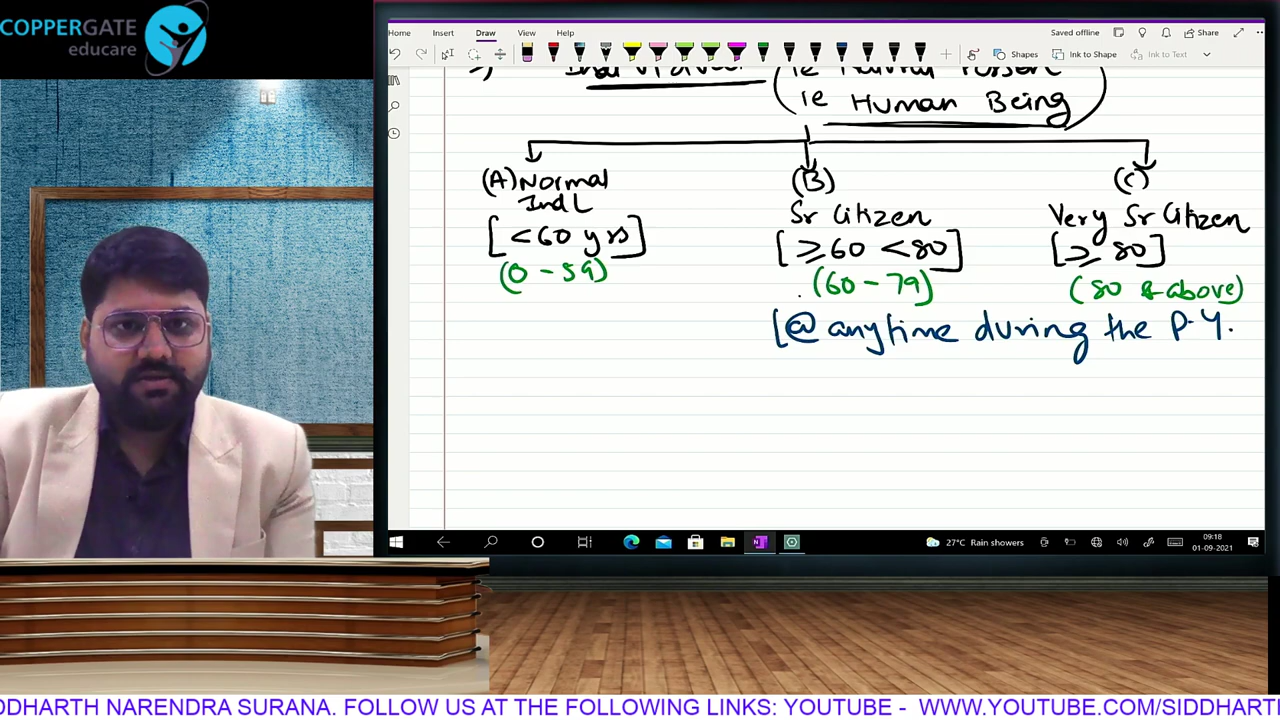 COPPERGATE
educare
Home Insert Draw View Help
Saved offline
Share
Shapes
Ink to Shape
Ink to Text
ie Human Being
(A) Normal
Ind L
[<60 yrs]
(0 - 59)
(B)
Sr Citizen
[≥60 <80]
(60 - 79)
(C)
Very Sr Citizen
[≥ 80]
(80 & above)
[@ anytime during the P.Y.
27°C Rain showers
09:18
01-09-2021
DDHARTH NARENDRA SURANA. FOLLOW US AT THE FOLLOWING LINKS: YOUTUBE - WWW.YOUTUBE.COM/SIDDHART